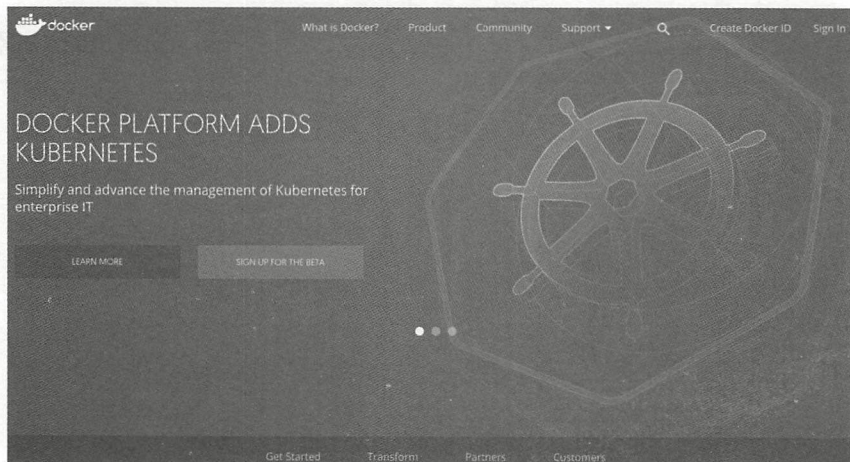 docker
What is Docker? Product Community Support Create Docker ID Sign In
DOCKER PLATFORM ADDS
KUBERNETES
Simplify and advance the management of Kubernetes for
enterprise IT
LEARN MORE SIGN UP FOR THE BETA
Get Started Transform Partners Customers